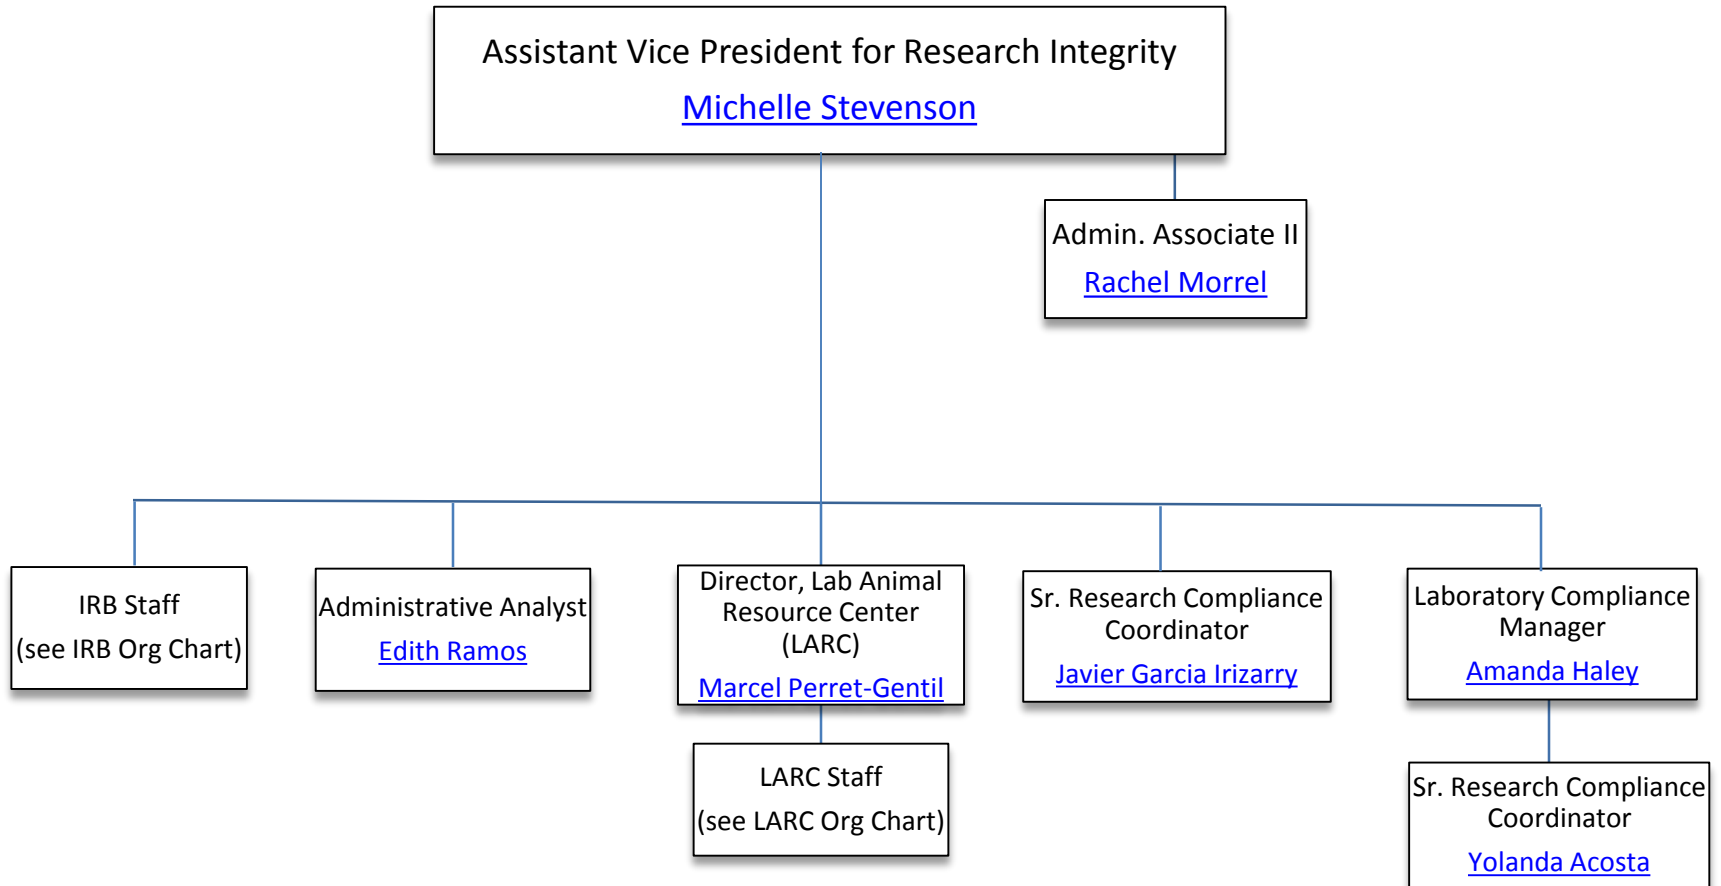 Assistant Vice President for Research Integrity
Michelle Stevenson
Admin. Associate II
Rachel Morrel
IRB Staff
(see IRB Org Chart)
Administrative Analyst
Edith Ramos
Director, Lab Animal
Resource Center
(LARC)
Marcel Perret-Gentil
Sr. Research Compliance
Coordinator
Javier Garcia Irizarry
Laboratory Compliance
Manager
Amanda Haley
LARC Staff
(see LARC Org Chart)
Sr. Research Compliance
Coordinator
Yolanda Acosta